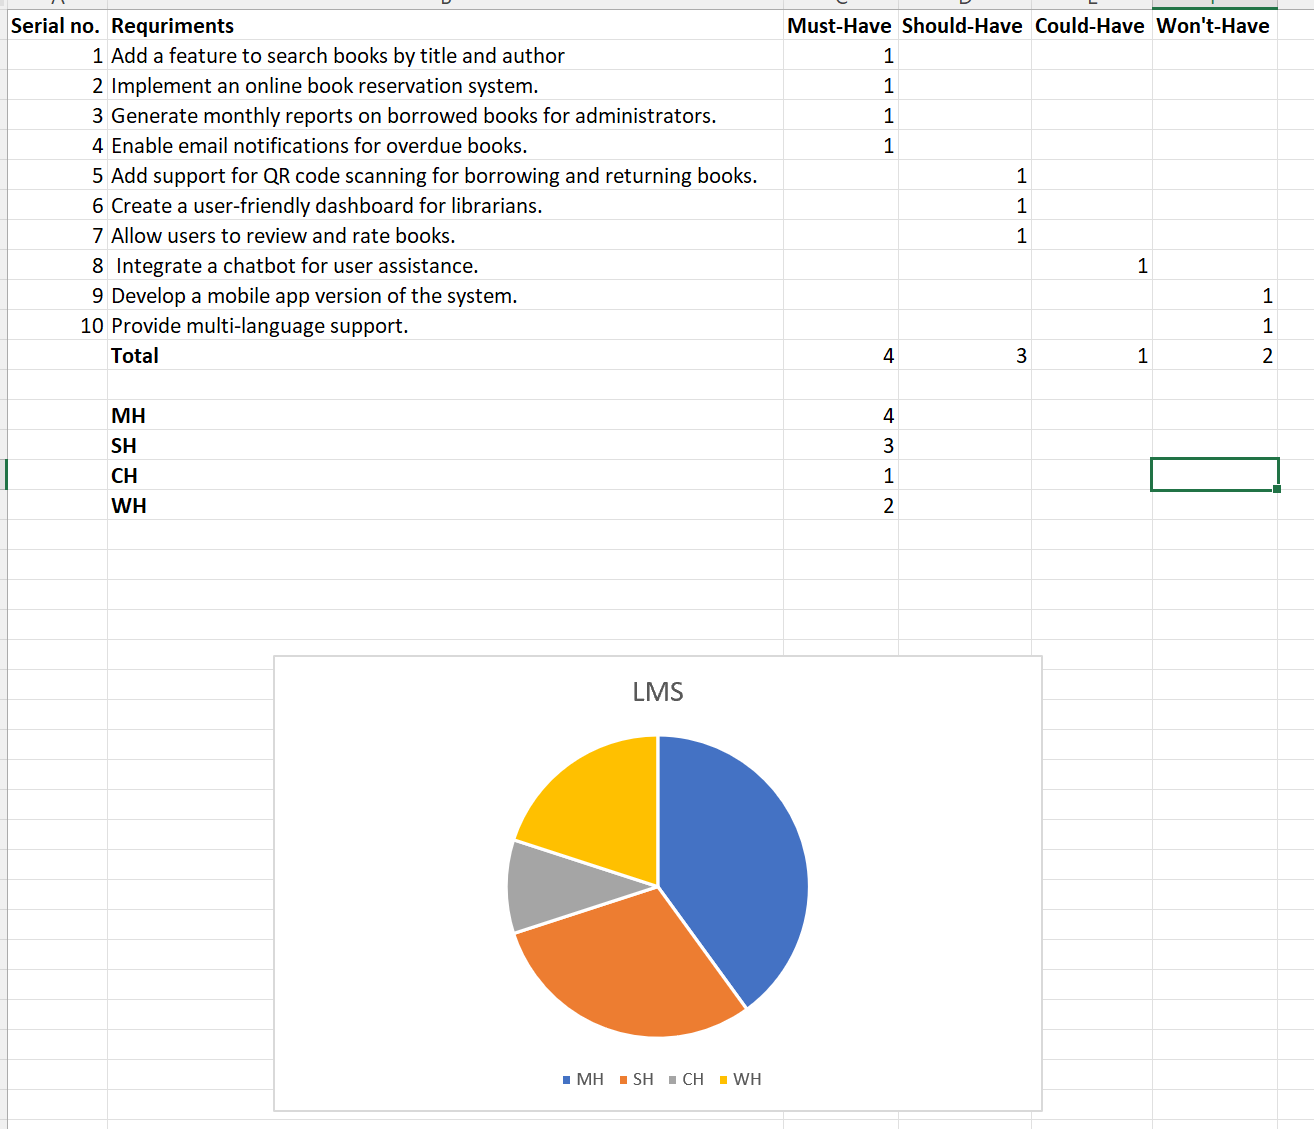 Serial no. Requriments Must-Have Should-Have Could-Have Won't-Have
1 Add a feature to search books by title and author 1
2 Implement an online book reservation system. 1
3 Generate monthly reports on borrowed books for administrators. 1
4 Enable email notifications for overdue books. 1
5 Add support for QR code scanning for borrowing and returning books. 1
6 Create a user-friendly dashboard for librarians. 1
7 Allow users to review and rate books. 1
8 Integrate a chatbot for user assistance. 1
9 Develop a mobile app version of the system. 1
10 Provide multi-language support. 1
Total 4 3 1 2
MH 4
SH 3
CH 1
WH 2
LMS
MH SH CH WH